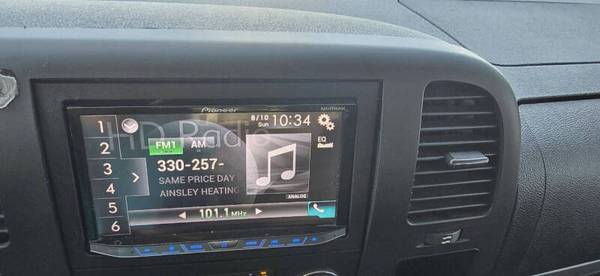 Pioneer
8/10
Sun
10:34
HD Radio
FM1 AM
EQ
1
2
3
4
5
6
330-257-
SAME PRICE DAY
AINSLEY HEATING
ANALOG
101.1 MHz